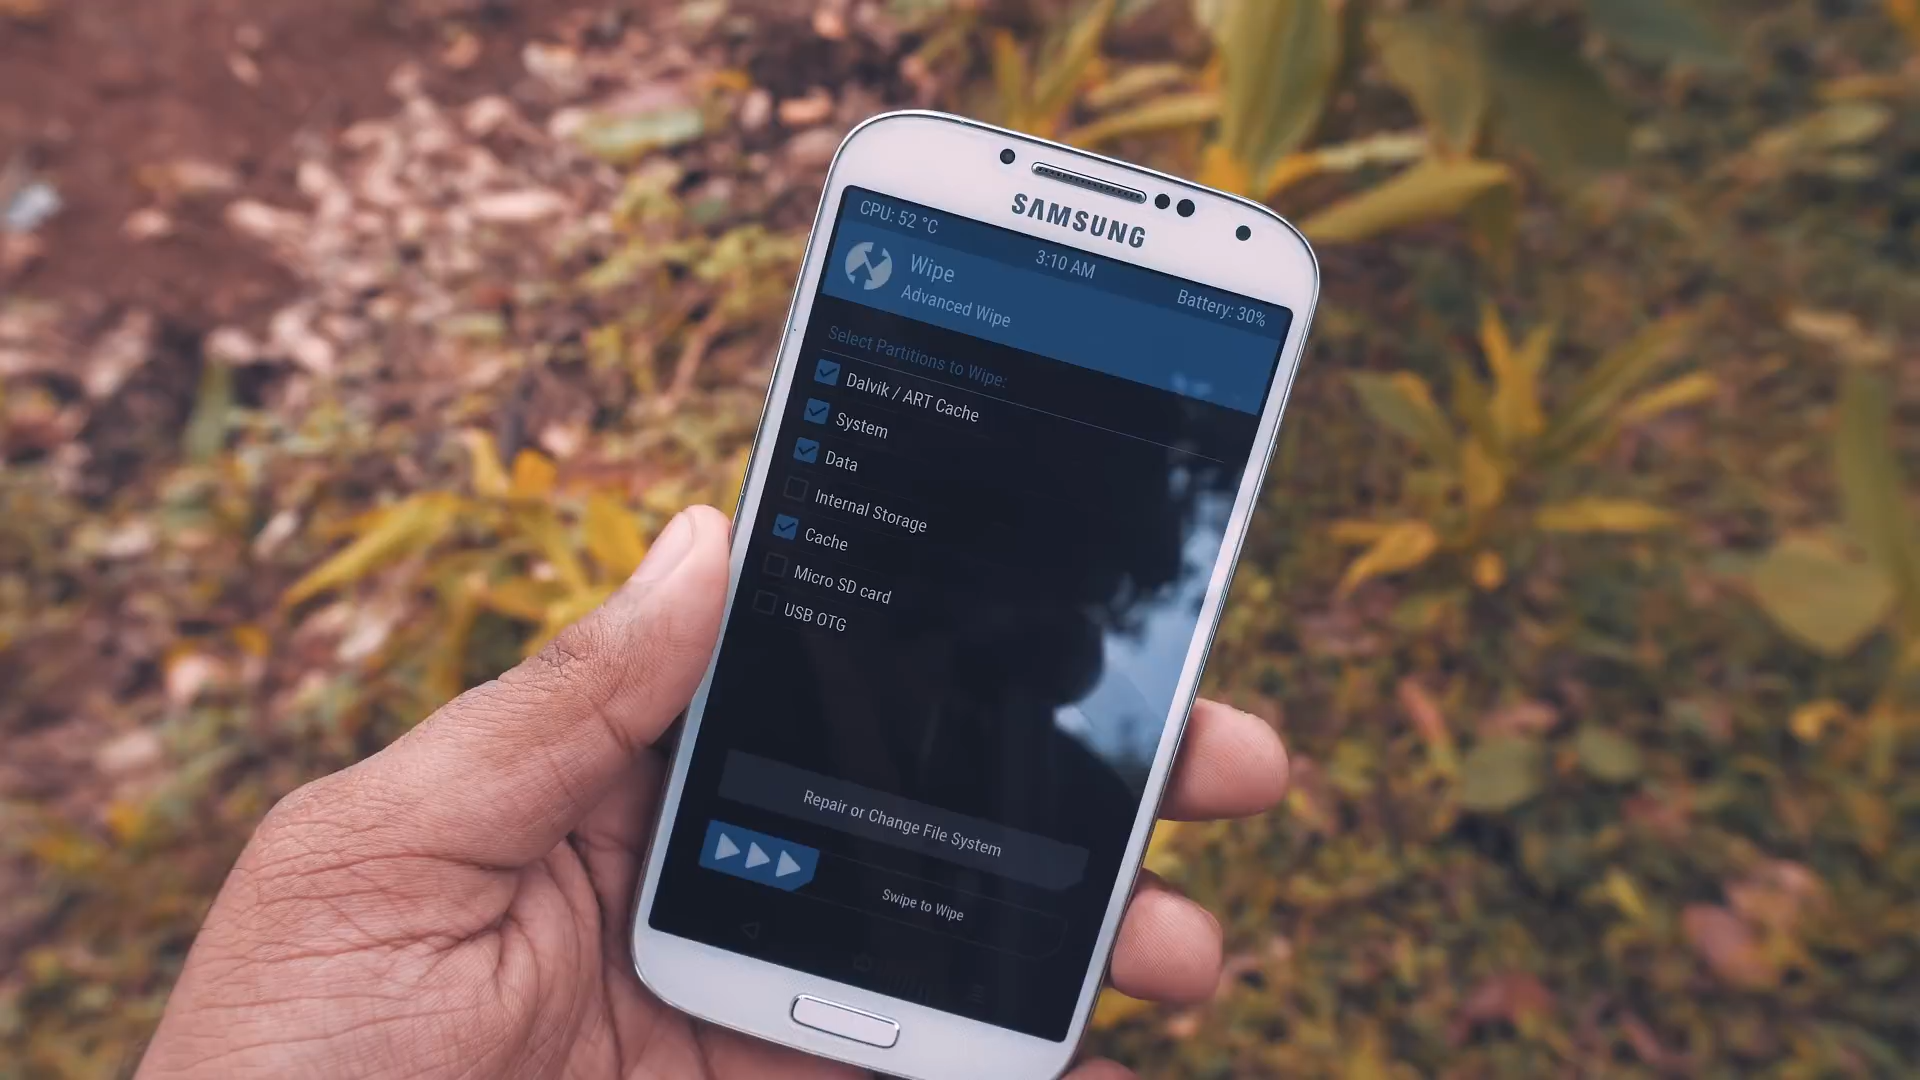 SAMSUNG
CPU: 52 °C
3:10 AM
Battery: 30%
Wipe
Advanced Wipe
Select Partitions to Wipe:
Dalvik / ART Cache
System
Data
Internal Storage
Cache
Micro SD card
USB OTG
Repair or Change File System
Swipe to Wipe